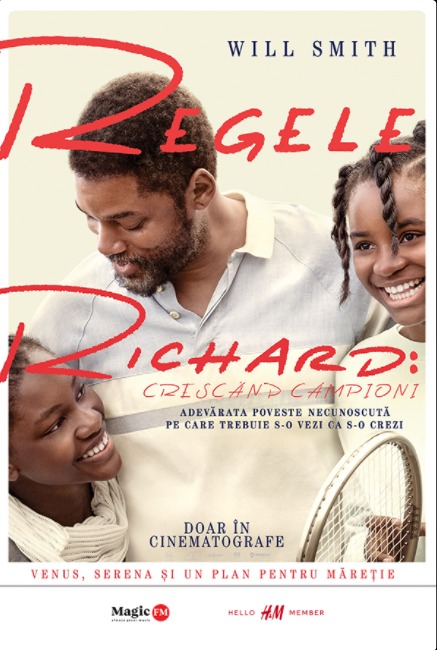 WILL SMITH
REGELE
RICHARD:
CRESCÂND CAMPIONI
ADEVĂRATA POVESTE NECUNOSCUTĂ
PE CARE TREBUIE S-O VEZI CA S-O CREZI
DOAR ÎN
CINEMATOGRAFE
VENUS, SERENA ȘI UN PLAN PENTRU MĂREȚIE
Magic FM
HELLO H&M MEMBER